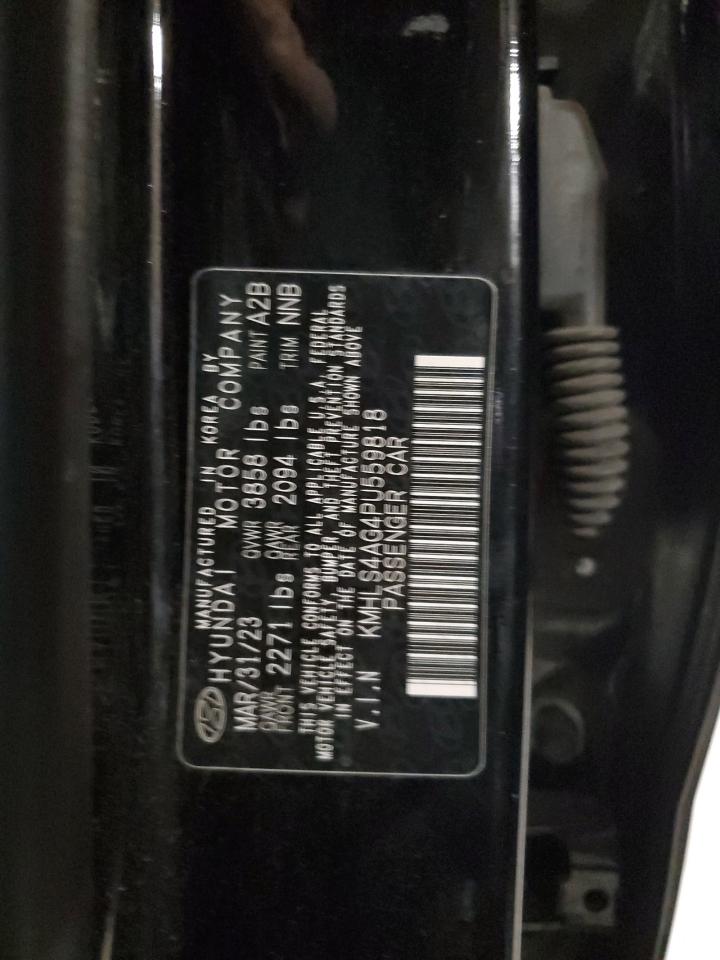 MANUFACTURED IN KOREA BY
HYUNDAI MOTOR COMPANY
MAR/31/23 GVWR 3858 lbs PAINT A2B
GAWR FRONT 2271 lbs GAWR REAR 2094 lbs TRIM NNB
THIS VEHICLE CONFORMS TO ALL APPLICABLE U.S.A. FEDERAL
MOTOR VEHICLE SAFETY, BUMPER, AND THEFT PREVENTION STANDARDS
IN EFFECT ON THE DATE OF MANUFACTURE SHOWN ABOVE
V.I.N KMHLS4AG4PU559818
PASSENGER CAR